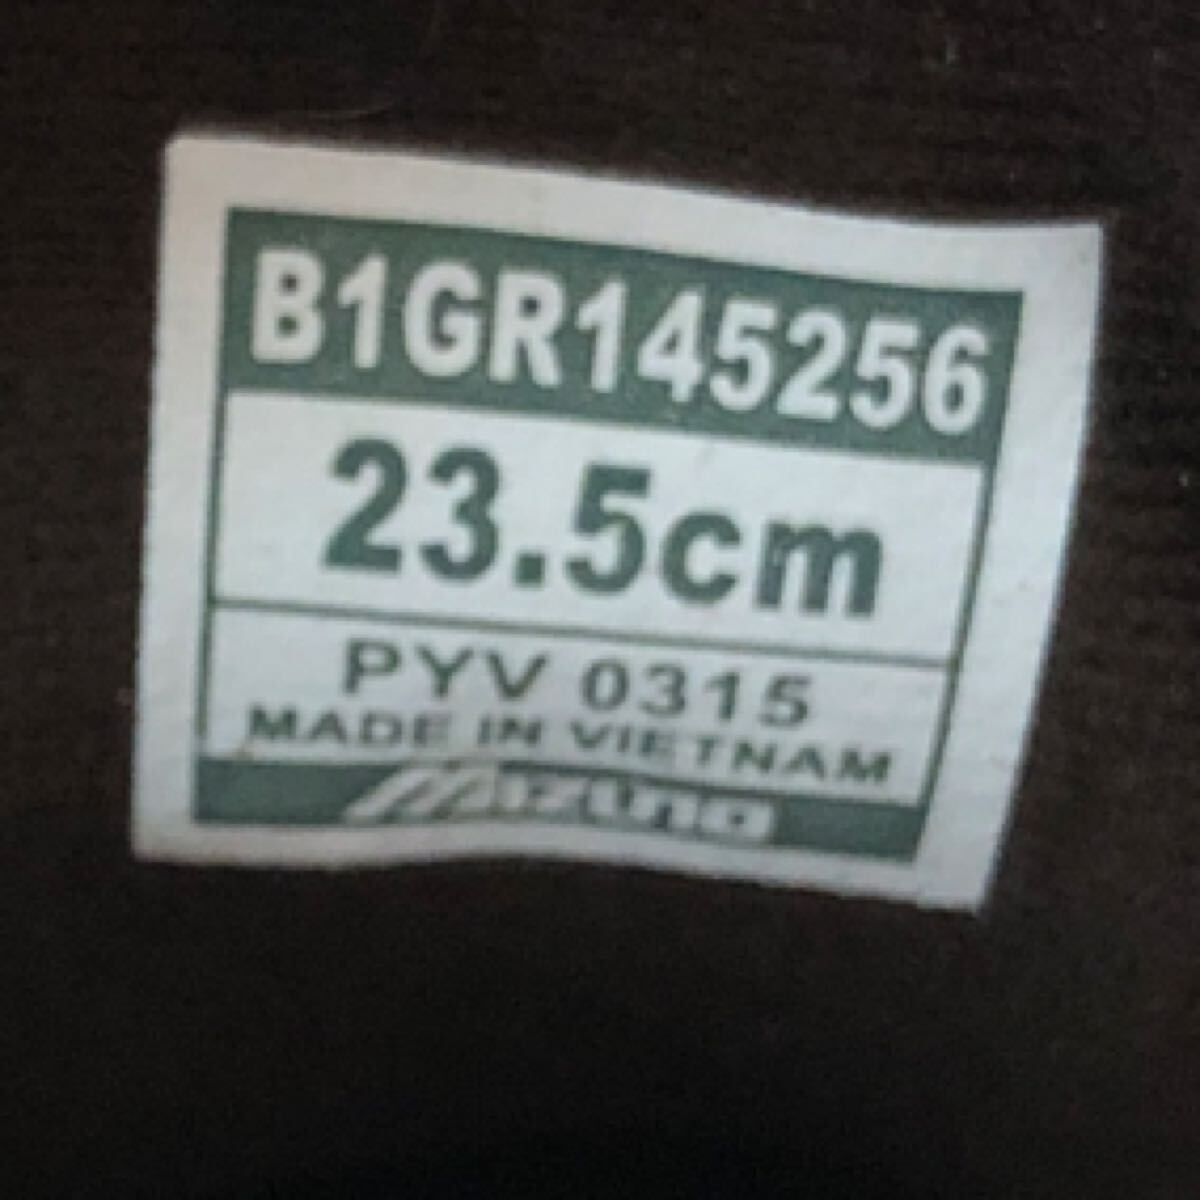 B1GR145256
23.5cm
PYV 0315
MADE IN VIETNAM
Mizuno